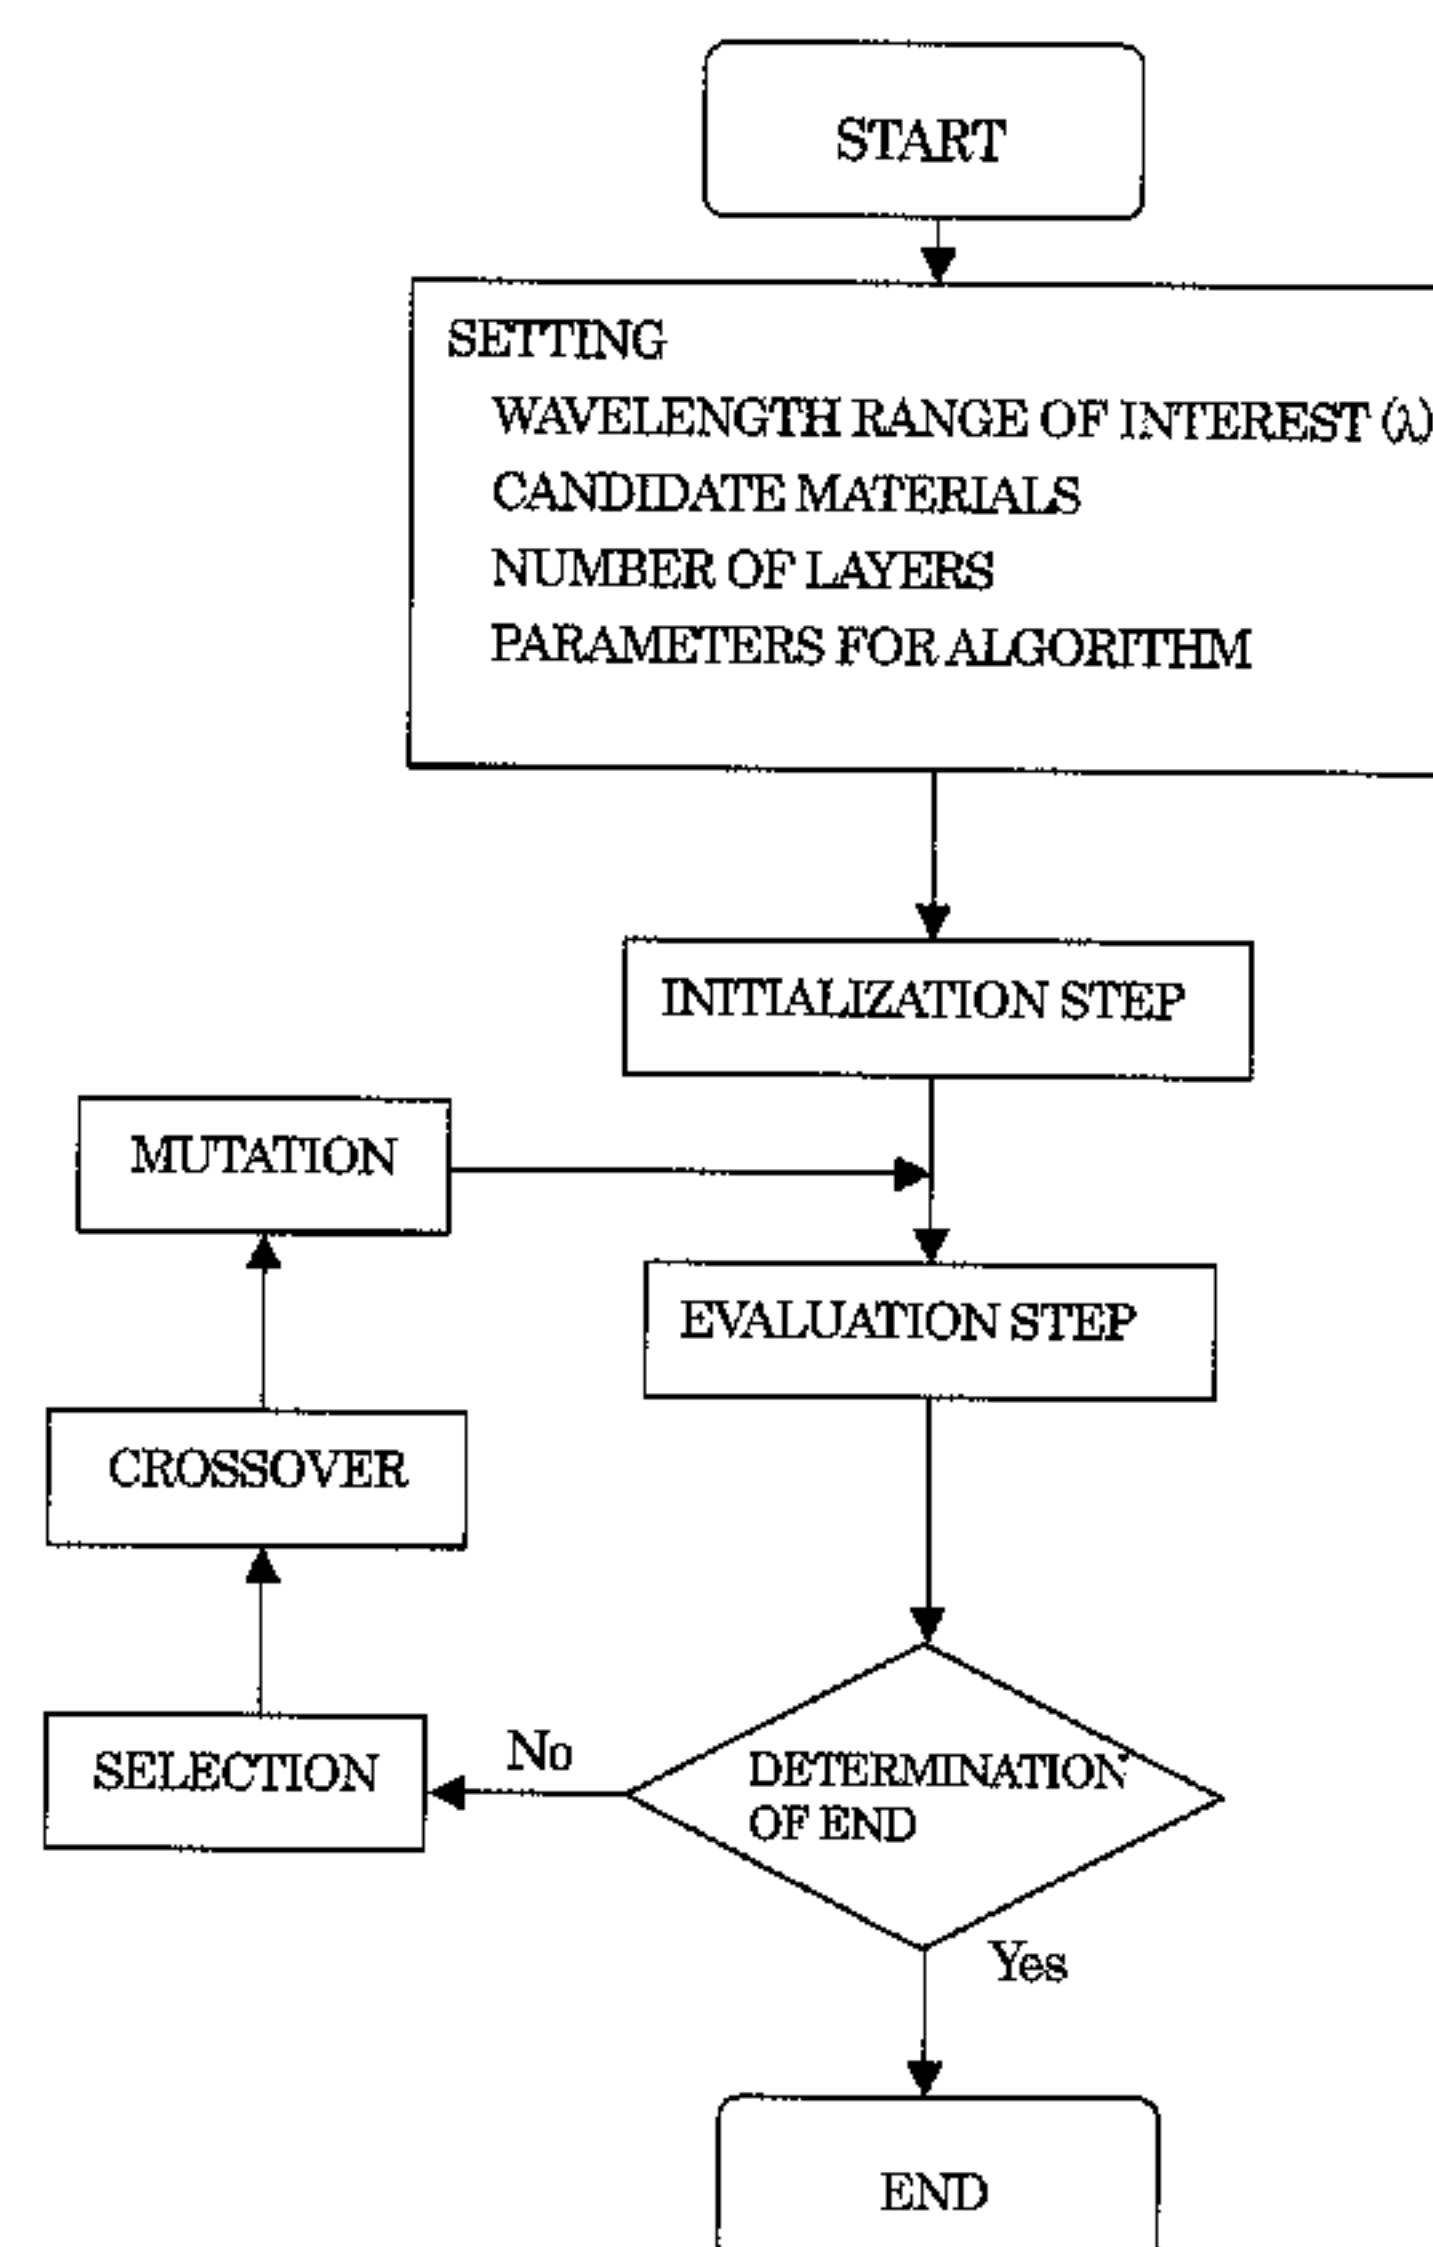 START
SETTING
WAVELENGTH RANGE OF INTEREST (λ)
CANDIDATE MATERIALS
NUMBER OF LAYERS
PARAMETERS FOR ALGORITHM
INITIALIZATION STEP
MUTATION
EVALUATION STEP
CROSSOVER
SELECTION
No
DETERMINATION
OF END
Yes
END